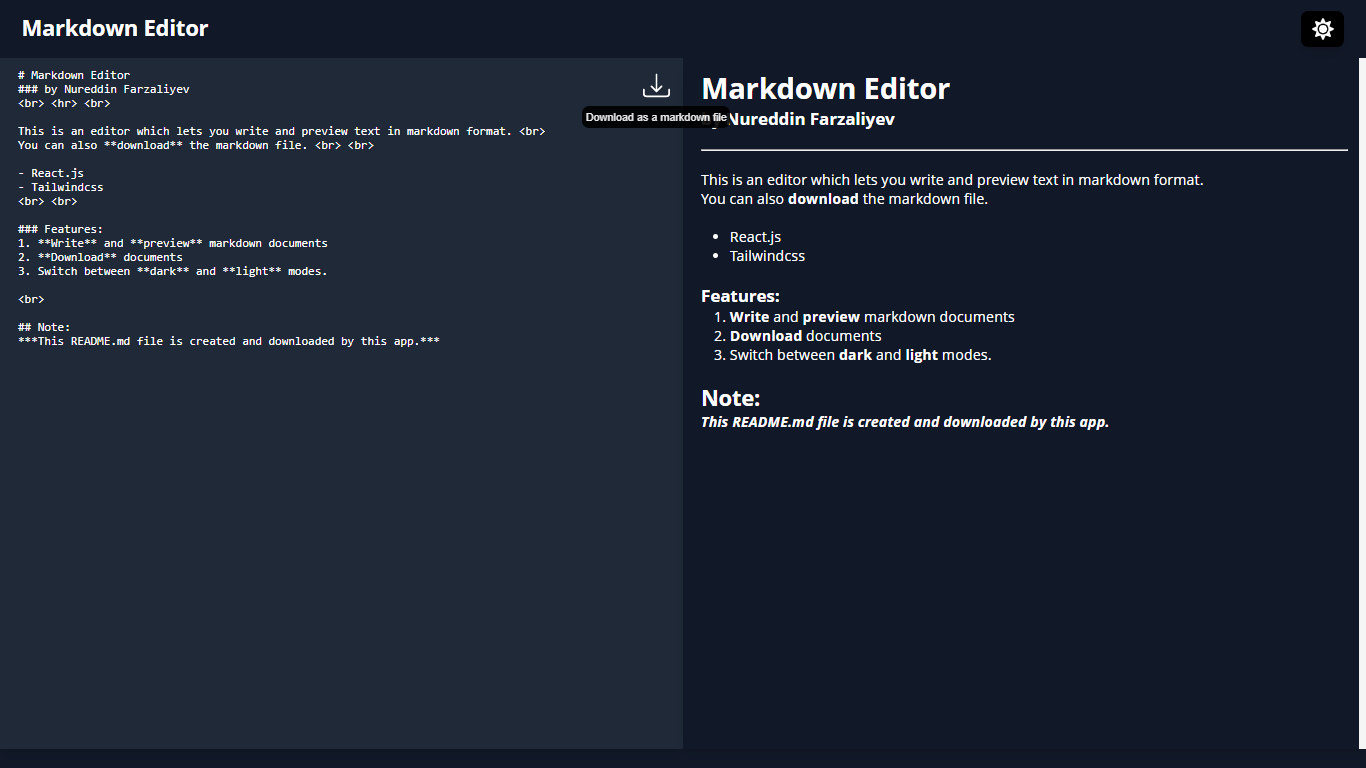 Markdown Editor
# Markdown Editor
### by Nureddin Farzaliyev
<br> <hr> <br>
This is an editor which lets you write and preview text in markdown format. <br>
You can also **download** the markdown file. <br> <br>
- React.js
- Tailwindcss
<br> <br>
### Features:
1. **Write** and **preview** markdown documents
2. **Download** documents
3. Switch between **dark** and **light** modes.
<br>
## Note:
***This README.md file is created and downloaded by this app.***
Download as a markdown file
Markdown Editor
by Nureddin Farzaliyev
This is an editor which lets you write and preview text in markdown format.
You can also download the markdown file.
• React.js
• Tailwindcss
Features:
1. Write and preview markdown documents
2. Download documents
3. Switch between dark and light modes.
Note:
This README.md file is created and downloaded by this app.